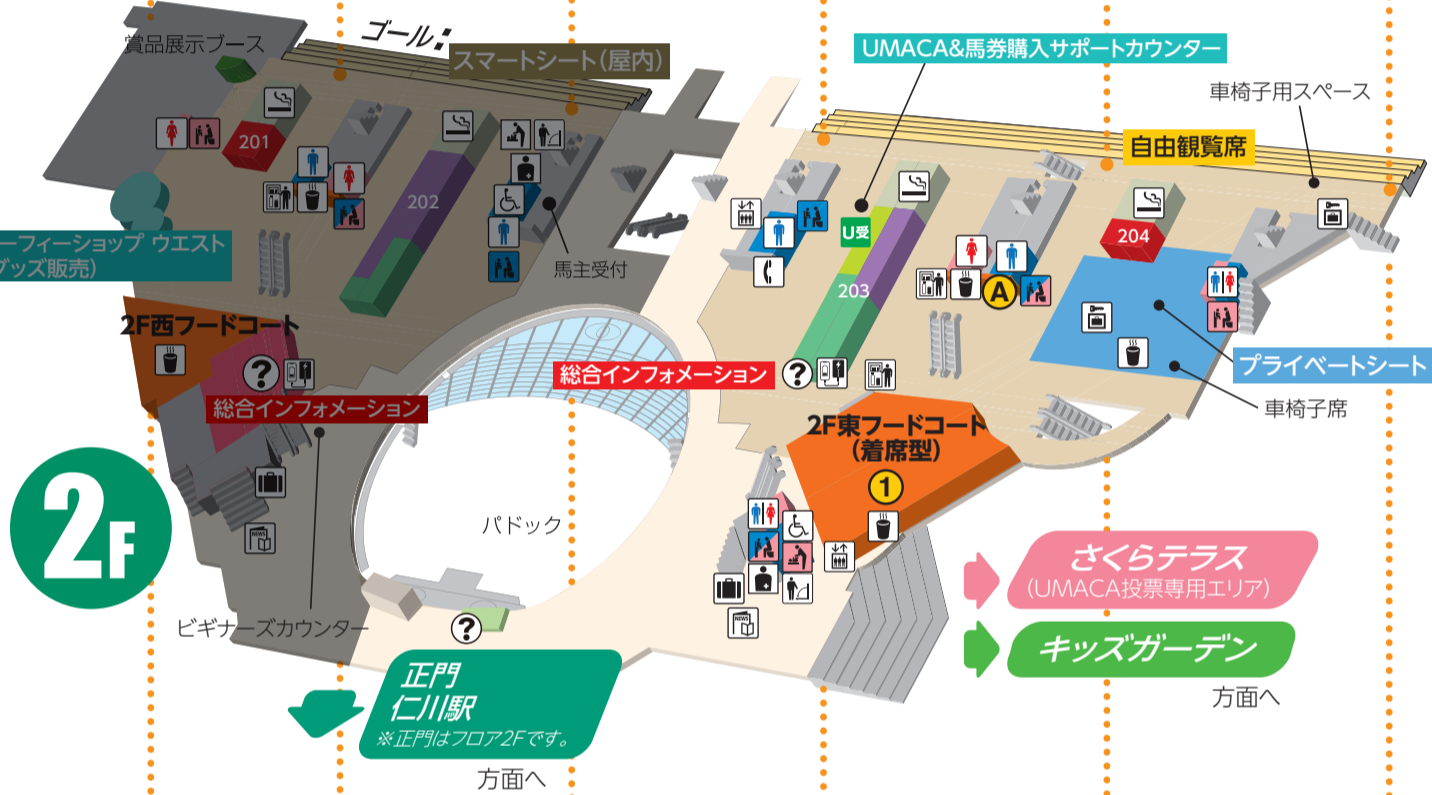 賞品展示ブース
ゴール
スマートシート(屋内)
UMACA&馬券購入サポートカウンター
車椅子用スペース
自由観覧席
201
202
U受
203
A
204
ーフィーショップ ウエスト
グッズ販売)
馬主受付
2F西フードコート
?
総合インフォメーション
総合インフォメーション
?
プライベートシート
車椅子席
2F東フードコート
(着席型)
1
2F
NEWS
パドック
NEWS
ビギナーズカウンター
?
さくらテラス
(UMACA投票専用エリア)
キッズガーデン
方面へ
正門
仁川駅
※正門はフロア2Fです。
方面へ